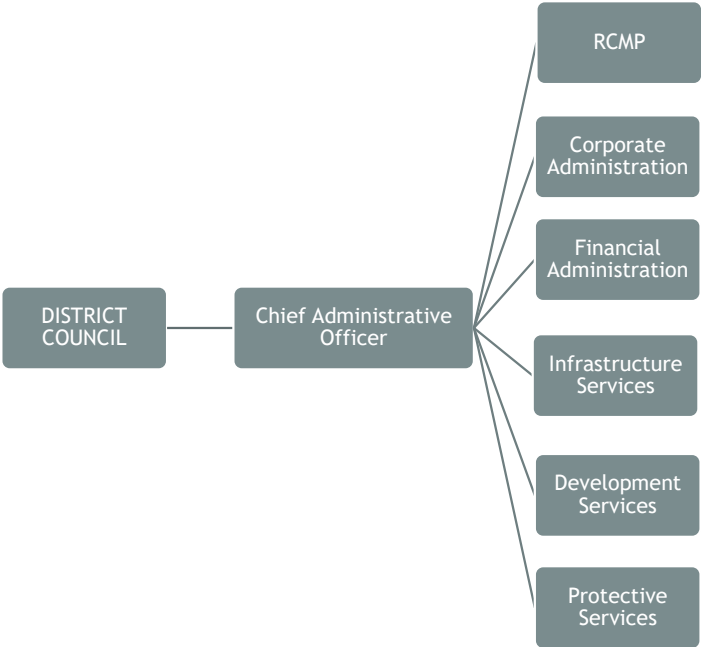 RCMP
Corporate
Administration
Financial
Administration
DISTRICT
COUNCIL
Chief Administrative
Officer
Infrastructure
Services
Development
Services
Protective
Services